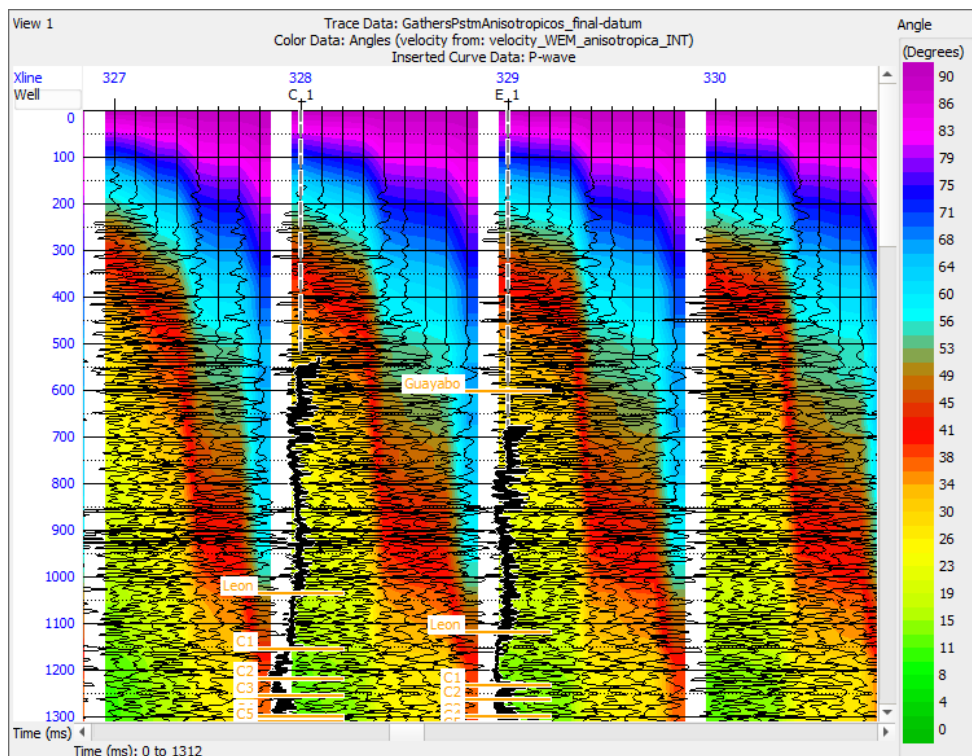 View 1
Trace Data: GathersPstmAnisotropicos_final-datum
Color Data: Angles (velocity from: velocity_WEM_anisotropica_INT)
Inserted Curve Data: P-wave
Angle
(Degrees)
Xline 327 328 329 330
Well C_1 E_1
0
100
200
300
400
500
600
700
800
900
1000
1100
1200
1300
Guayabo
Leon
Leon
C1
C2
C3
C5
C1
C2
90
86
82
79
75
71
68
64
60
56
53
49
45
41
38
34
30
26
23
19
15
11
8
4
0
Time (ms)
Time (ms): 0 to 1312